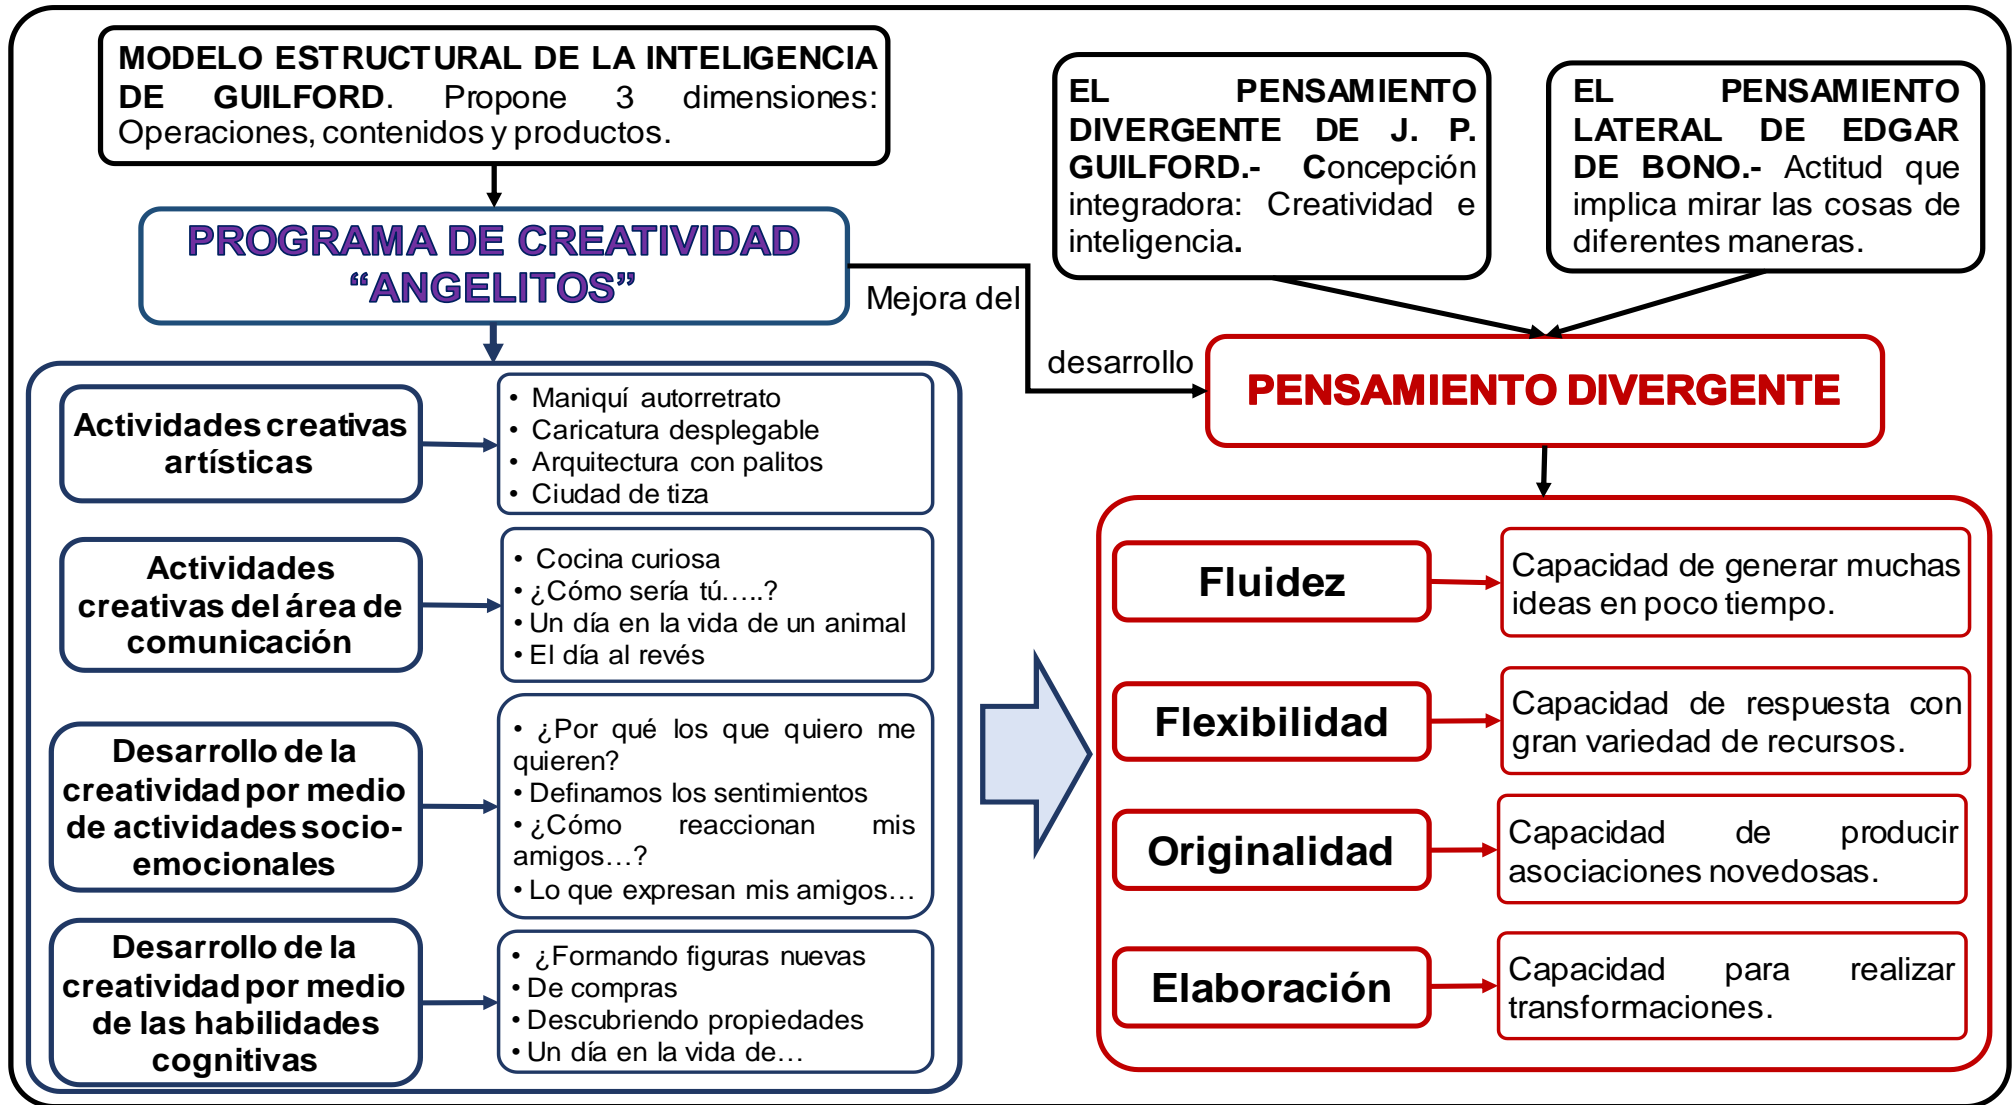 MODELO ESTRUCTURAL DE LA INTELIGENCIA
DE GUILFORD. Propone 3 dimensiones:
Operaciones, contenidos y productos.
EL PENSAMIENTO
DIVERGENTE DE J. P.
GUILFORD.- Concepción
integradora: Creatividad e
inteligencia.
EL PENSAMIENTO
LATERAL DE EDGAR
DE BONO.- Actitud que
implica mirar las cosas de
diferentes maneras.
PROGRAMA DE CREATIVIDAD
“ANGELITOS”
Mejora del
desarrollo
PENSAMIENTO DIVERGENTE
Actividades creativas
artísticas
• Maniquí autorretrato
• Caricatura desplegable
• Arquitectura con palitos
• Ciudad de tiza
Actividades
creativas del área de
comunicación
• Cocina curiosa
• ¿Cómo sería tú…..?
• Un día en la vida de un animal
• El día al revés
Desarrollo de la
creatividad por medio
de actividades socio-
emocionales
• ¿Por qué los que quiero me
quieren?
• Definamos los sentimientos
• ¿Cómo reaccionan mis
amigos…?
• Lo que expresan mis amigos…
Desarrollo de la
creatividad por medio
de las habilidades
cognitivas
• ¿Formando figuras nuevas
• De compras
• Descubriendo propiedades
• Un día en la vida de…
Fluidez
Capacidad de generar muchas
ideas en poco tiempo.
Flexibilidad
Capacidad de respuesta con
gran variedad de recursos.
Originalidad
Capacidad de producir
asociaciones novedosas.
Elaboración
Capacidad para realizar
transformaciones.